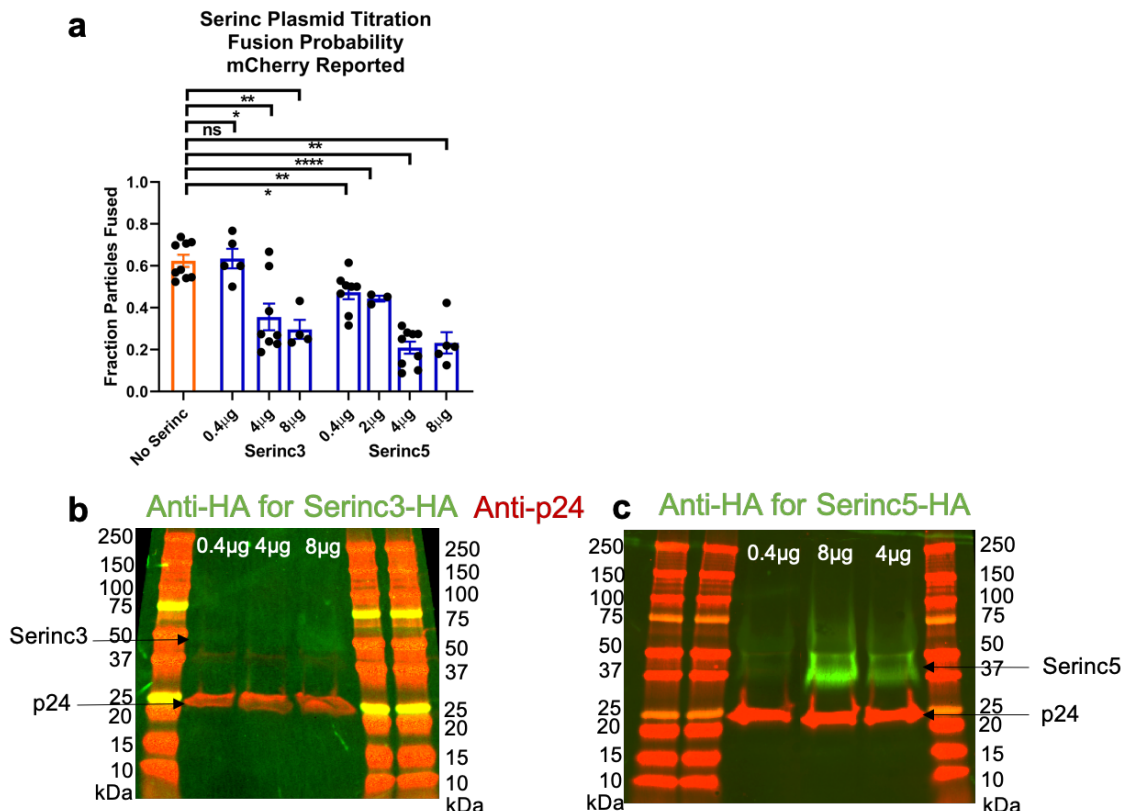 a
Serinc Plasmid Titration
Fusion Probability
mCherry Reported
**
*
ns
**
****
**
*
Fraction Particles Fused
1.0
0.8
0.6
0.4
0.2
0.0
No Serinc
0.4µg
4µg
8µg
0.4µg
2µg
4µg
8µg
Serinc3
Serinc5
b
Anti-HA for Serinc3-HA Anti-p24
0.4µg 4µg 8µg
250
150
100
75
50
37
25
20
15
10
kDa
Serinc3
p24
250
150
100
75
50
37
25
20
15
10
kDa
c
Anti-HA for Serinc5-HA
0.4µg 8µg 4µg
250
150
100
75
50
37
25
20
15
10
kDa
250
150
100
75
50
37
25
20
15
10
kDa
Serinc5
p24